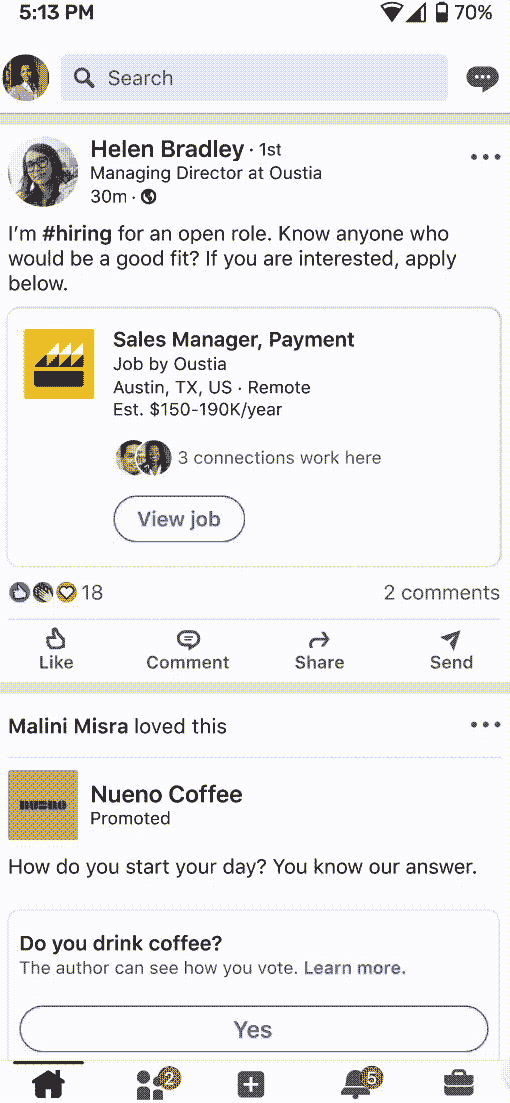 5:13 PM 70%
Search
Helen Bradley · 1st
Managing Director at Oustia
30m ·
I'm #hiring for an open role. Know anyone who
would be a good fit? If you are interested, apply
below.
Sales Manager, Payment
Job by Oustia
Austin, TX, US · Remote
Est. $150-190K/year
3 connections work here
View job
18 2 comments
Like Comment Share Send
Malini Misra loved this
NUENO
Nueno Coffee
Promoted
How do you start your day? You know our answer.
Do you drink coffee?
The author can see how you vote. Learn more.
Yes
2 5